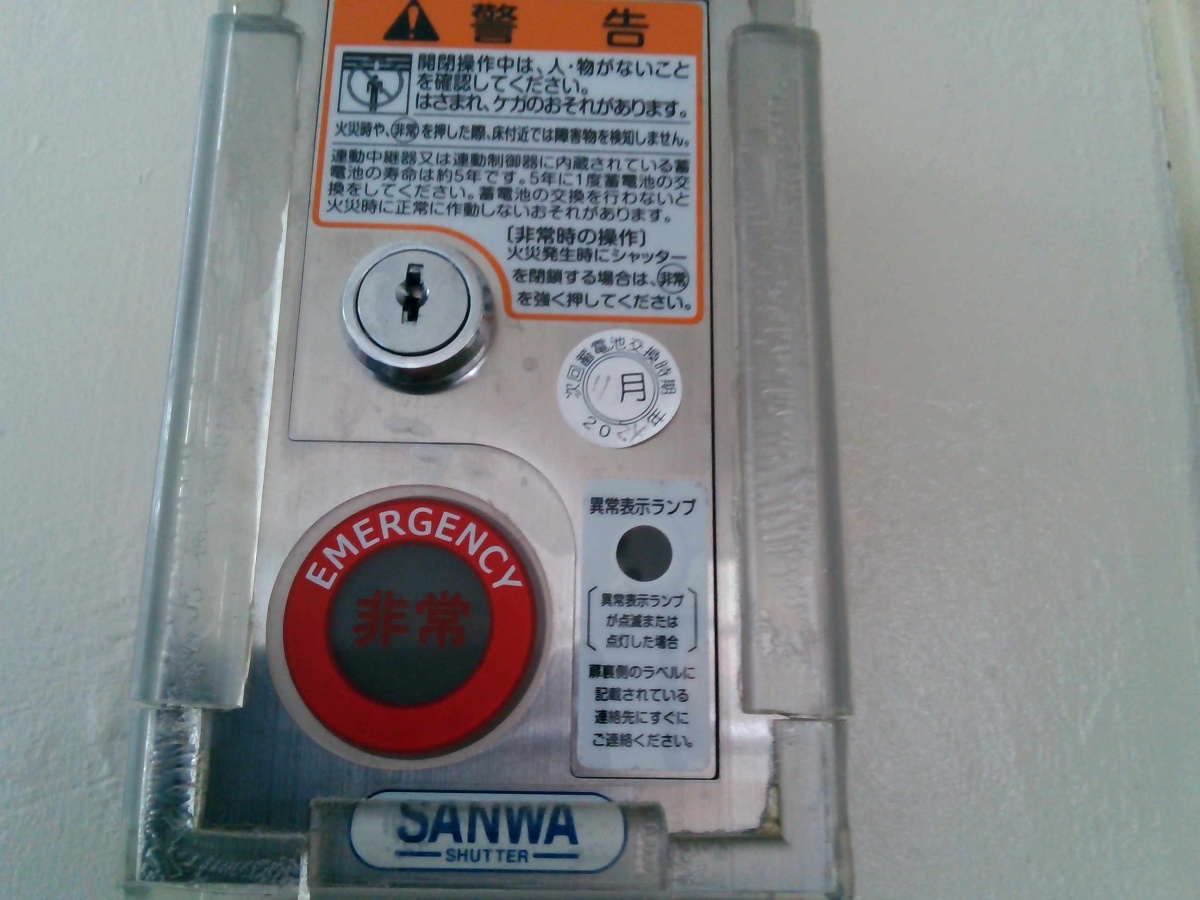 警告
開閉操作中は、人・物がないこと
を確認してください。
はさまれ、ケガのおそれがあります。
火災時や、非常を押した際、床付近では障害物を検知しません。
連動中継器又は連動制御器に内蔵されている蓄
電池の寿命は約5年です。5年に1度蓄電池の交
換をしてください。蓄電池の交換を行わないと
火災時に正常に作動しないおそれがあります。
〔非常時の操作〕
火災発生時にシャッター
を閉鎖する場合は、非常
を強く押してください。
次回蓄電池交換時期
月
20
年
EMERGENCY
非常
異常表示ランプ
異常表示ランプ
が点滅または
点灯した場合
扉裏側のラベルに
記載されている
連絡先にすぐに
ご連絡ください。
SANWA
SHUTTER